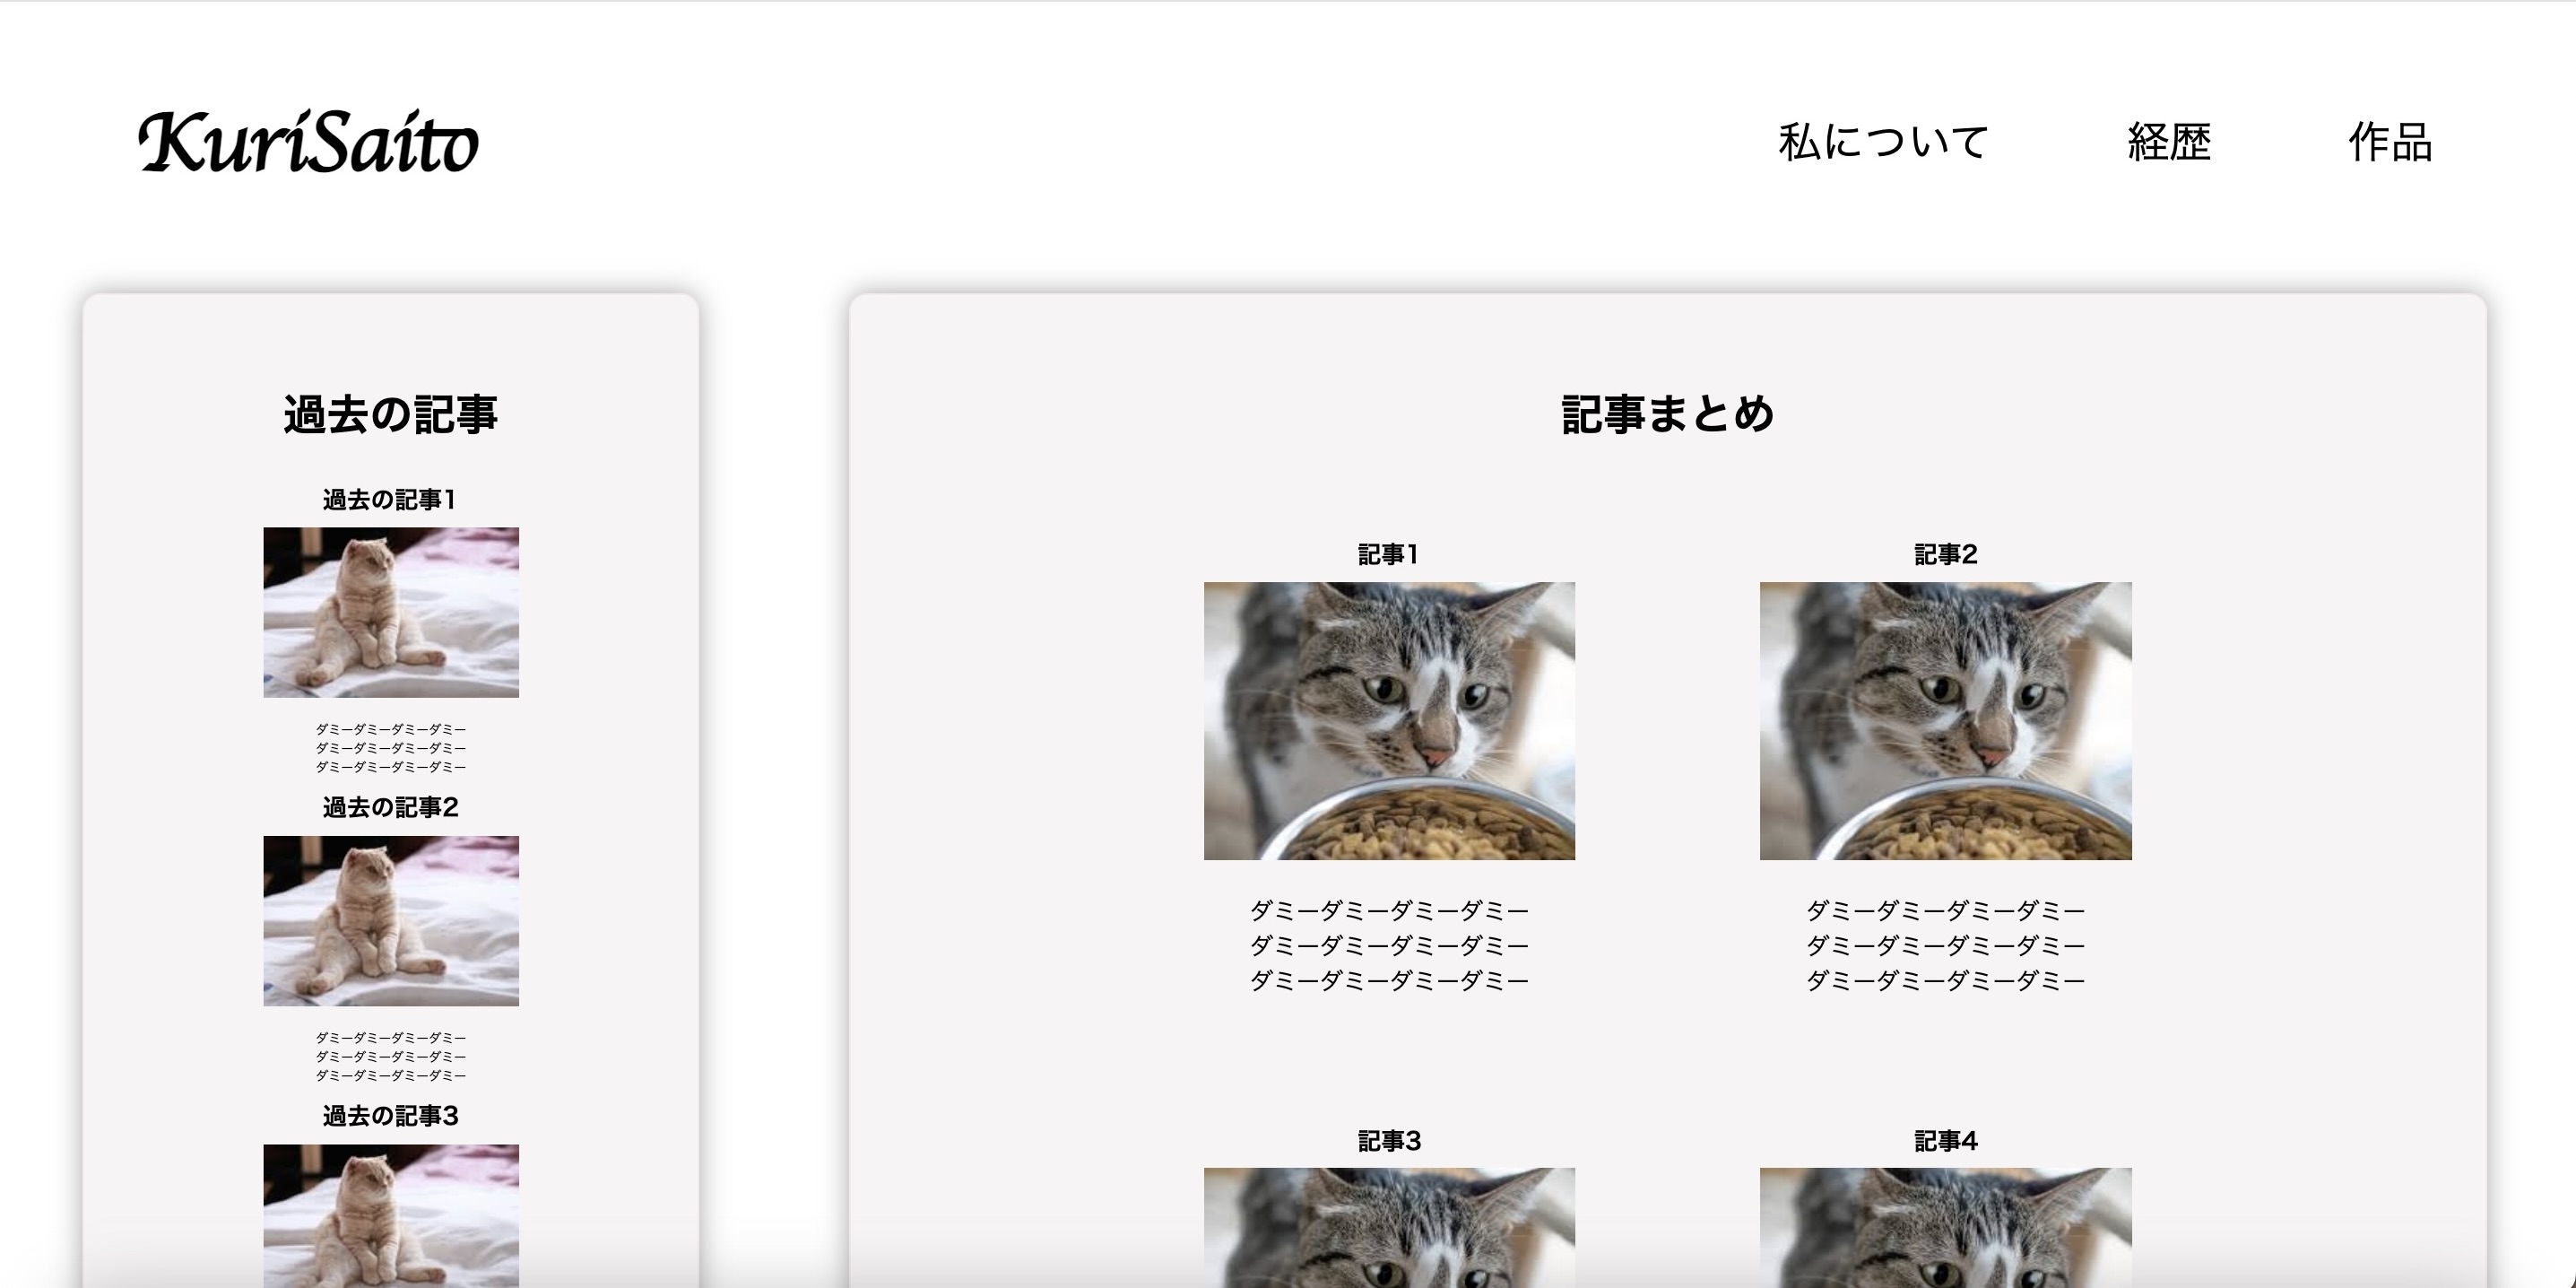 KuriSaito
私について
経歴
作品
過去の記事
過去の記事1
ダミーダミーダミーダミー
ダミーダミーダミーダミー
ダミーダミーダミーダミー
過去の記事2
ダミーダミーダミーダミー
ダミーダミーダミーダミー
ダミーダミーダミーダミー
過去の記事3
記事まとめ
記事1
ダミーダミーダミーダミー
ダミーダミーダミーダミー
ダミーダミーダミーダミー
記事2
ダミーダミーダミーダミー
ダミーダミーダミーダミー
ダミーダミーダミーダミー
記事3
記事4